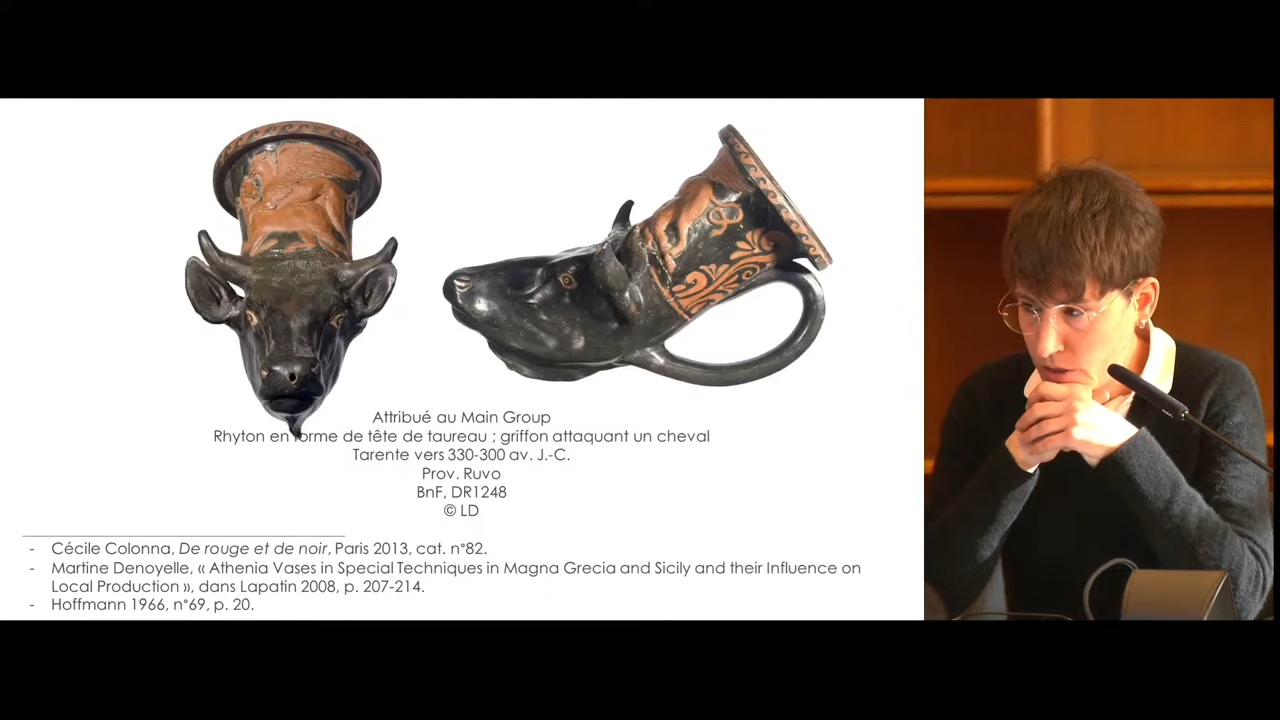 Attribué au Main Group
Rhyton en forme de tête de taureau ; griffon attaquant un cheval
Tarente vers 330-300 av. J.-C.
Prov. Ruvo
BnF, DR1248
© LD
- Cécile Colonna, De rouge et de noir, Paris 2013, cat. n°82.
- Martine Denoyelle, « Athenia Vases in Special Techniques in Magna Grecia and Sicily and their Influence on
Local Production », dans Lapatin 2008, p. 207-214.
- Hoffmann 1966, n°69, p. 20.